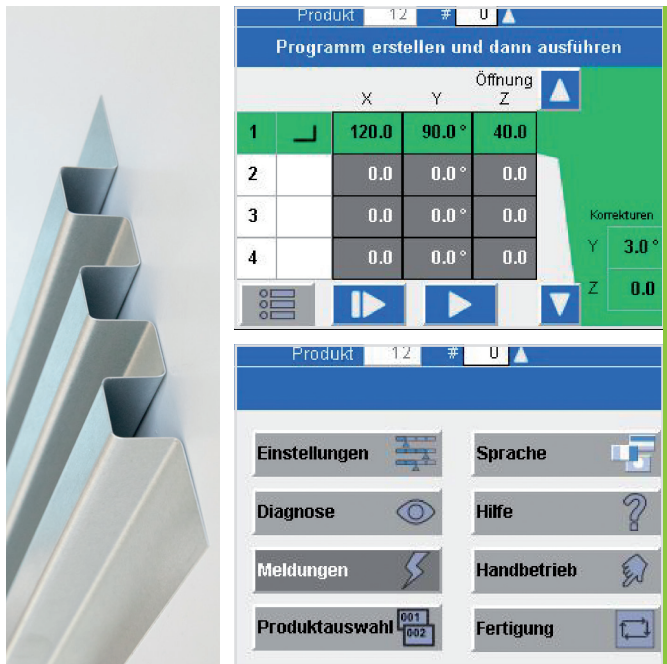 Produkt 12 # 0
Programm erstellen und dann ausführen
Öffnung
X Y Z
1 120.0 90.0° 40.0
2 0.0 0.0° 0.0
3 0.0 0.0° 0.0
Korrekturen
Y 3.0°
4 0.0 0.0° 0.0
Z 0.0
Produkt 12 # 0
Einstellungen Sprache
Diagnose Hilfe ?
Meldungen Handbetrieb
Produktauswahl 001 002 Fertigung